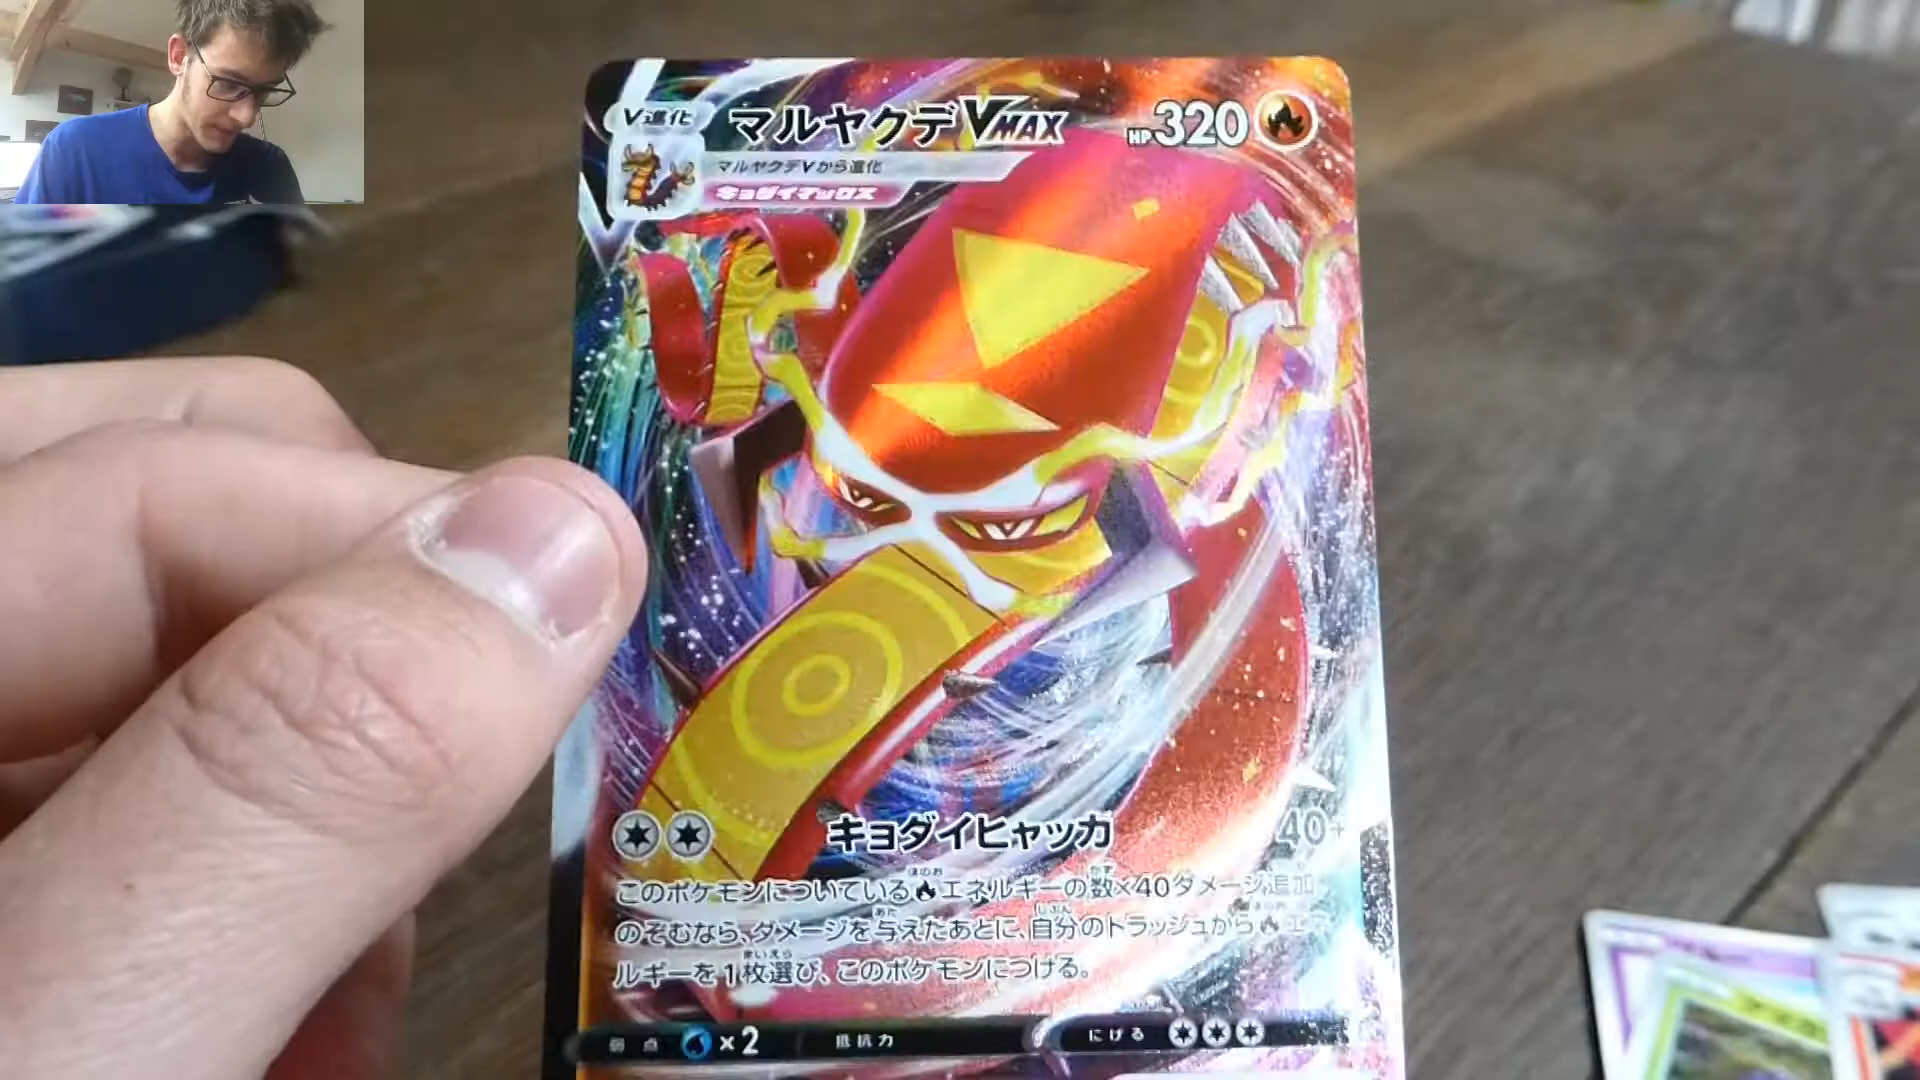 V進化
マルヤクデVMAX
HP320
マルヤクデVから進化
キョダイマックス
キョダイヒャッカ
40+
このポケモンについている エネルギーの数×40ダメージ追加。
のぞむなら、ダメージを与えたあとに、自分のトラッシュから エネ
ルギーを1枚選び、このポケモンにつける。
弱点 ×2 抵抗力 にげる